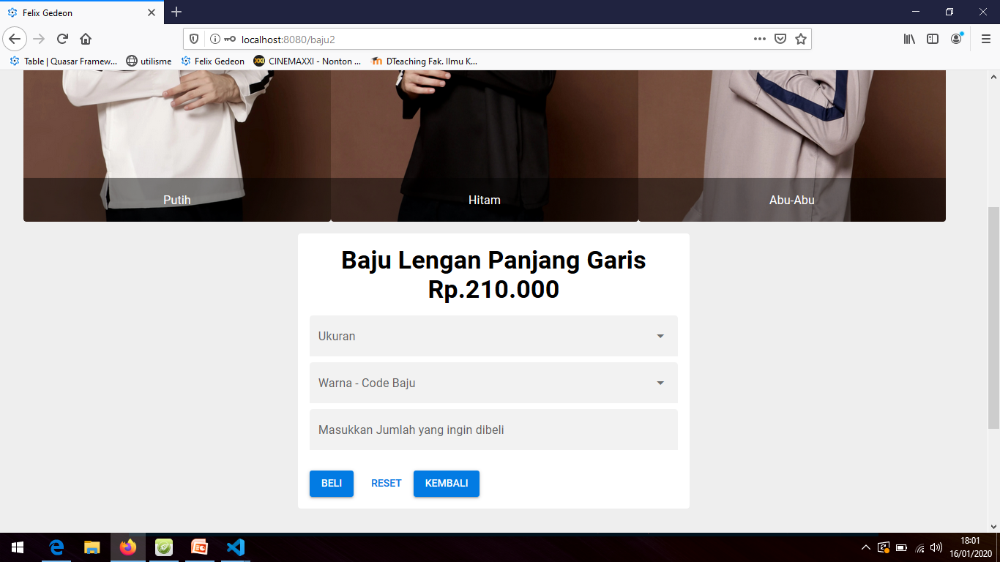 Felix Gedeon
localhost:8080/baju2
Table | Quasar Framew...
utilisme
Felix Gedeon
CINEMAXXI - Nonton ...
DTeaching Fak. Ilmu K...
Putih
Hitam
Abu-Abu
Baju Lengan Panjang Garis
Rp.210.000
Ukuran
Warna - Code Baju
Masukkan Jumlah yang ingin dibeli
BELI
RESET
KEMBALI
18:01
16/01/2020